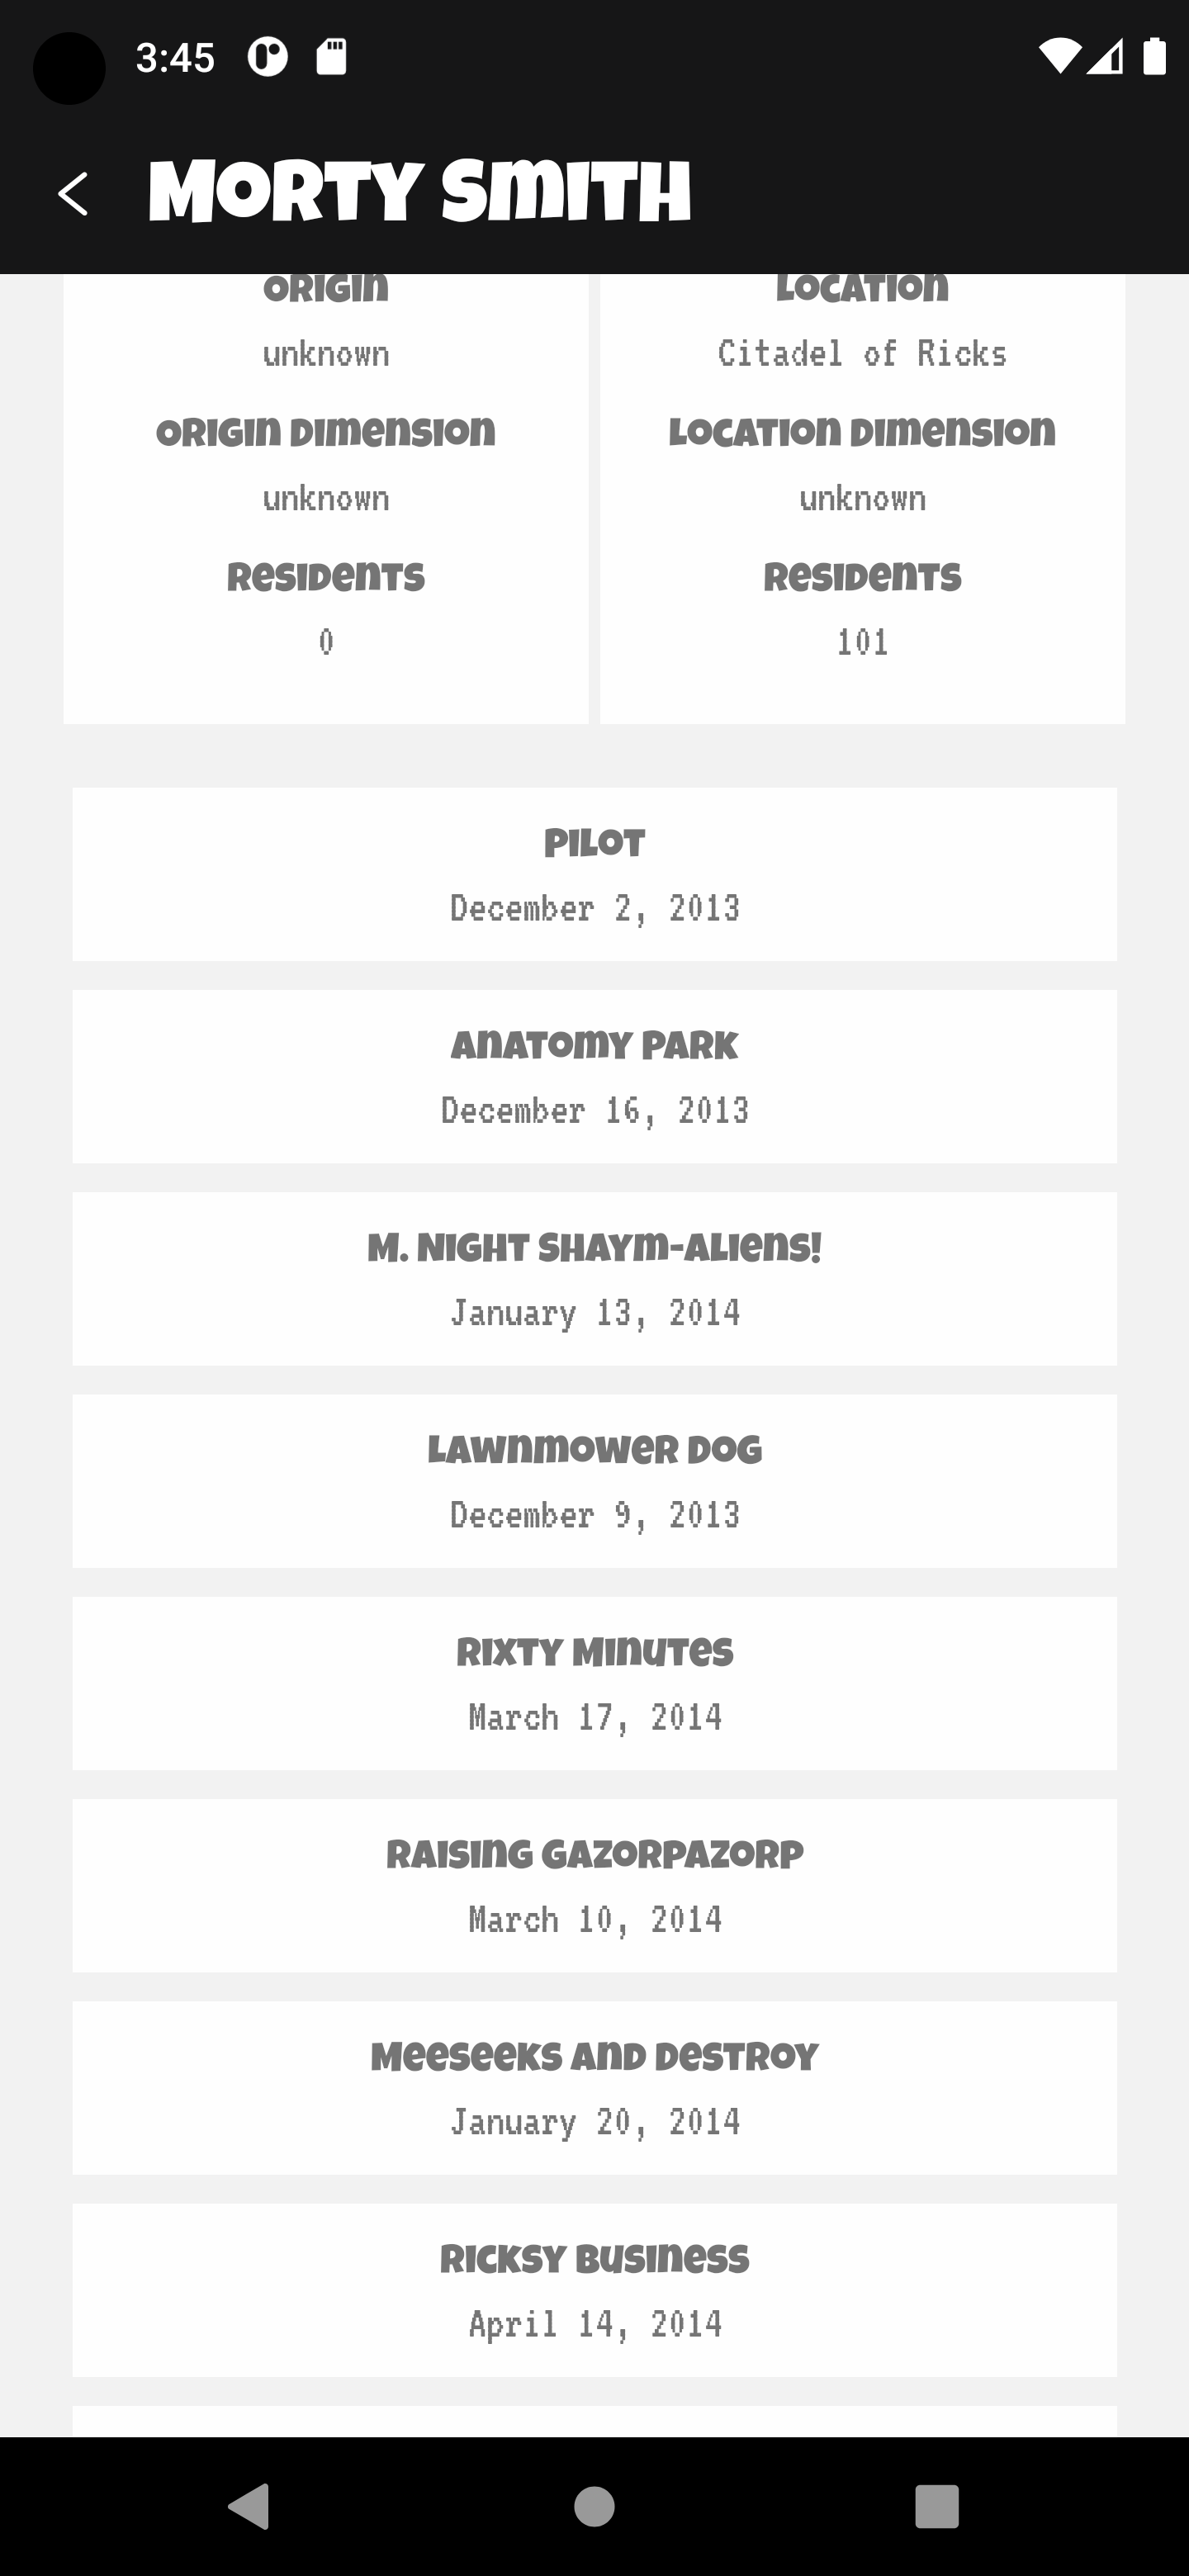 3:45
Morty Smith
Origin
unknown
Origin Dimension
unknown
Residents
0
Location
Citadel of Ricks
Location Dimension
unknown
Residents
101
Pilot
December 2, 2013
Anatomy Park
December 16, 2013
M. Night Shaym-Aliens!
January 13, 2014
Lawnmower Dog
December 9, 2013
Rixty Minutes
March 17, 2014
Raising Gazorpazorp
March 10, 2014
Meeseeks and Destroy
January 20, 2014
Ricksy Business
April 14, 2014